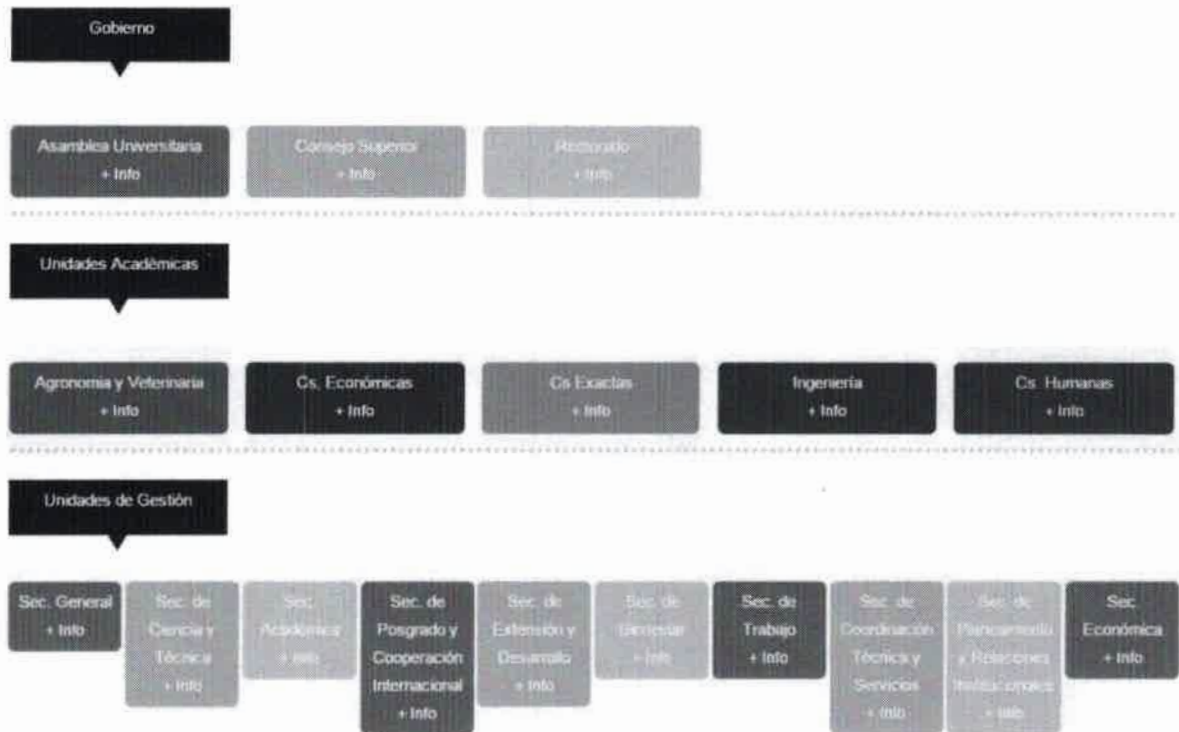 Gobierno
Asamblea Universitaria
+ Info
Consejo Superior
+ Info
Rectorado
+ Info
Unidades Académicas
Agronomia y Veterinaria
+ Info
Cs. Económicas
+ Info
Cs Exactas
+ Info
Ingeniería
+ Info
Cs. Humanas
+ Info
Unidades de Gestión
Sec. General
+ Info
Sec. de
Ciencia y
Técnica
+ Info
Sec.
Académica
+ Info
Sec. de
Posgrado y
Cooperación
Internacional
+ Info
Sec. de
Extensión y
Desarrollo
+ Info
Sec. de
Bienestar
+ Info
Sec. de
Trabajo
+ Info
Sec. de
Coordinación
Técnica y
Servicios
+ Info
Sec. de
Planeamiento
y Relaciones
Institucionales
+ Info
Sec.
Económica
+ Info